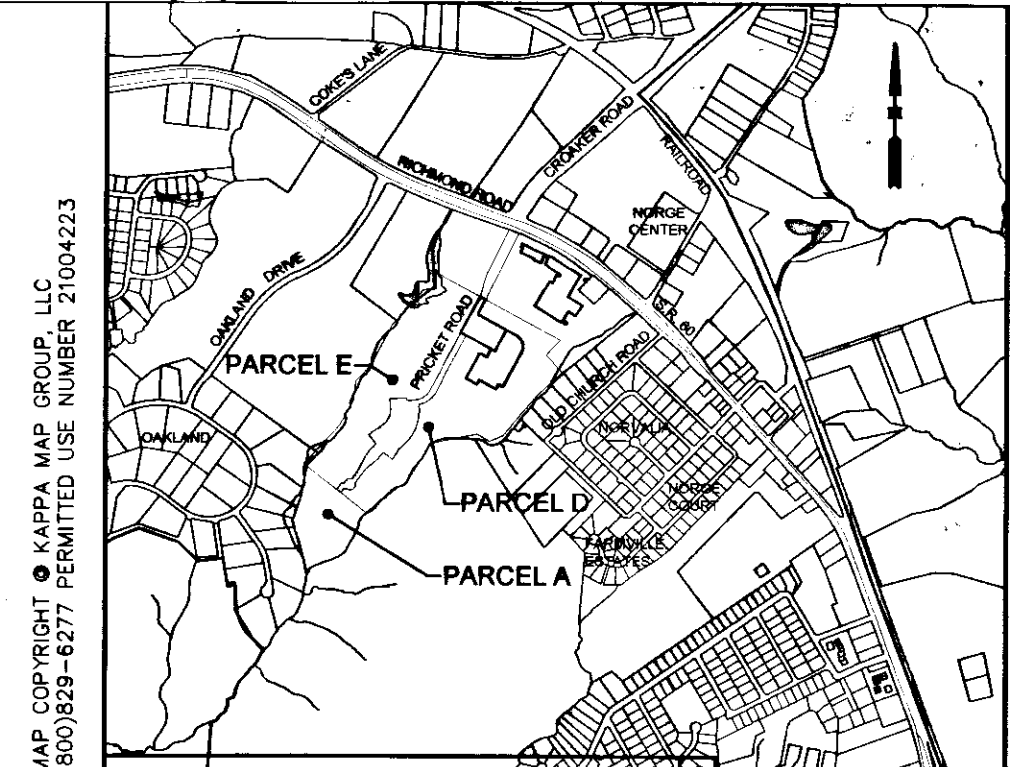 MAP COPYRIGHT © KAPPA MAP GROUP, LLC
800)829-6277 PERMITTED USE NUMBER 21004223
COKE'S LANE
RICHMOND ROAD
CROAKER ROAD
RAILROAD
NORGE
CENTER
OAKLAND DRIVE
PRICKET ROAD
S.R. 60
PARCEL E
OLD CHURCH ROAD
OAKLAND
NORVALIA
PARCEL D
NORGE
COURT
FARMVILLE
ESTATES
PARCEL A